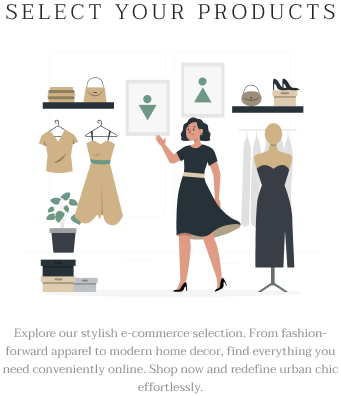 SELECT YOUR PRODUCTS
Explore our stylish e-commerce selection. From fashion-
forward apparel to modern home decor, find everything you
need conveniently online. Shop now and redefine urban chic
effortlessly.